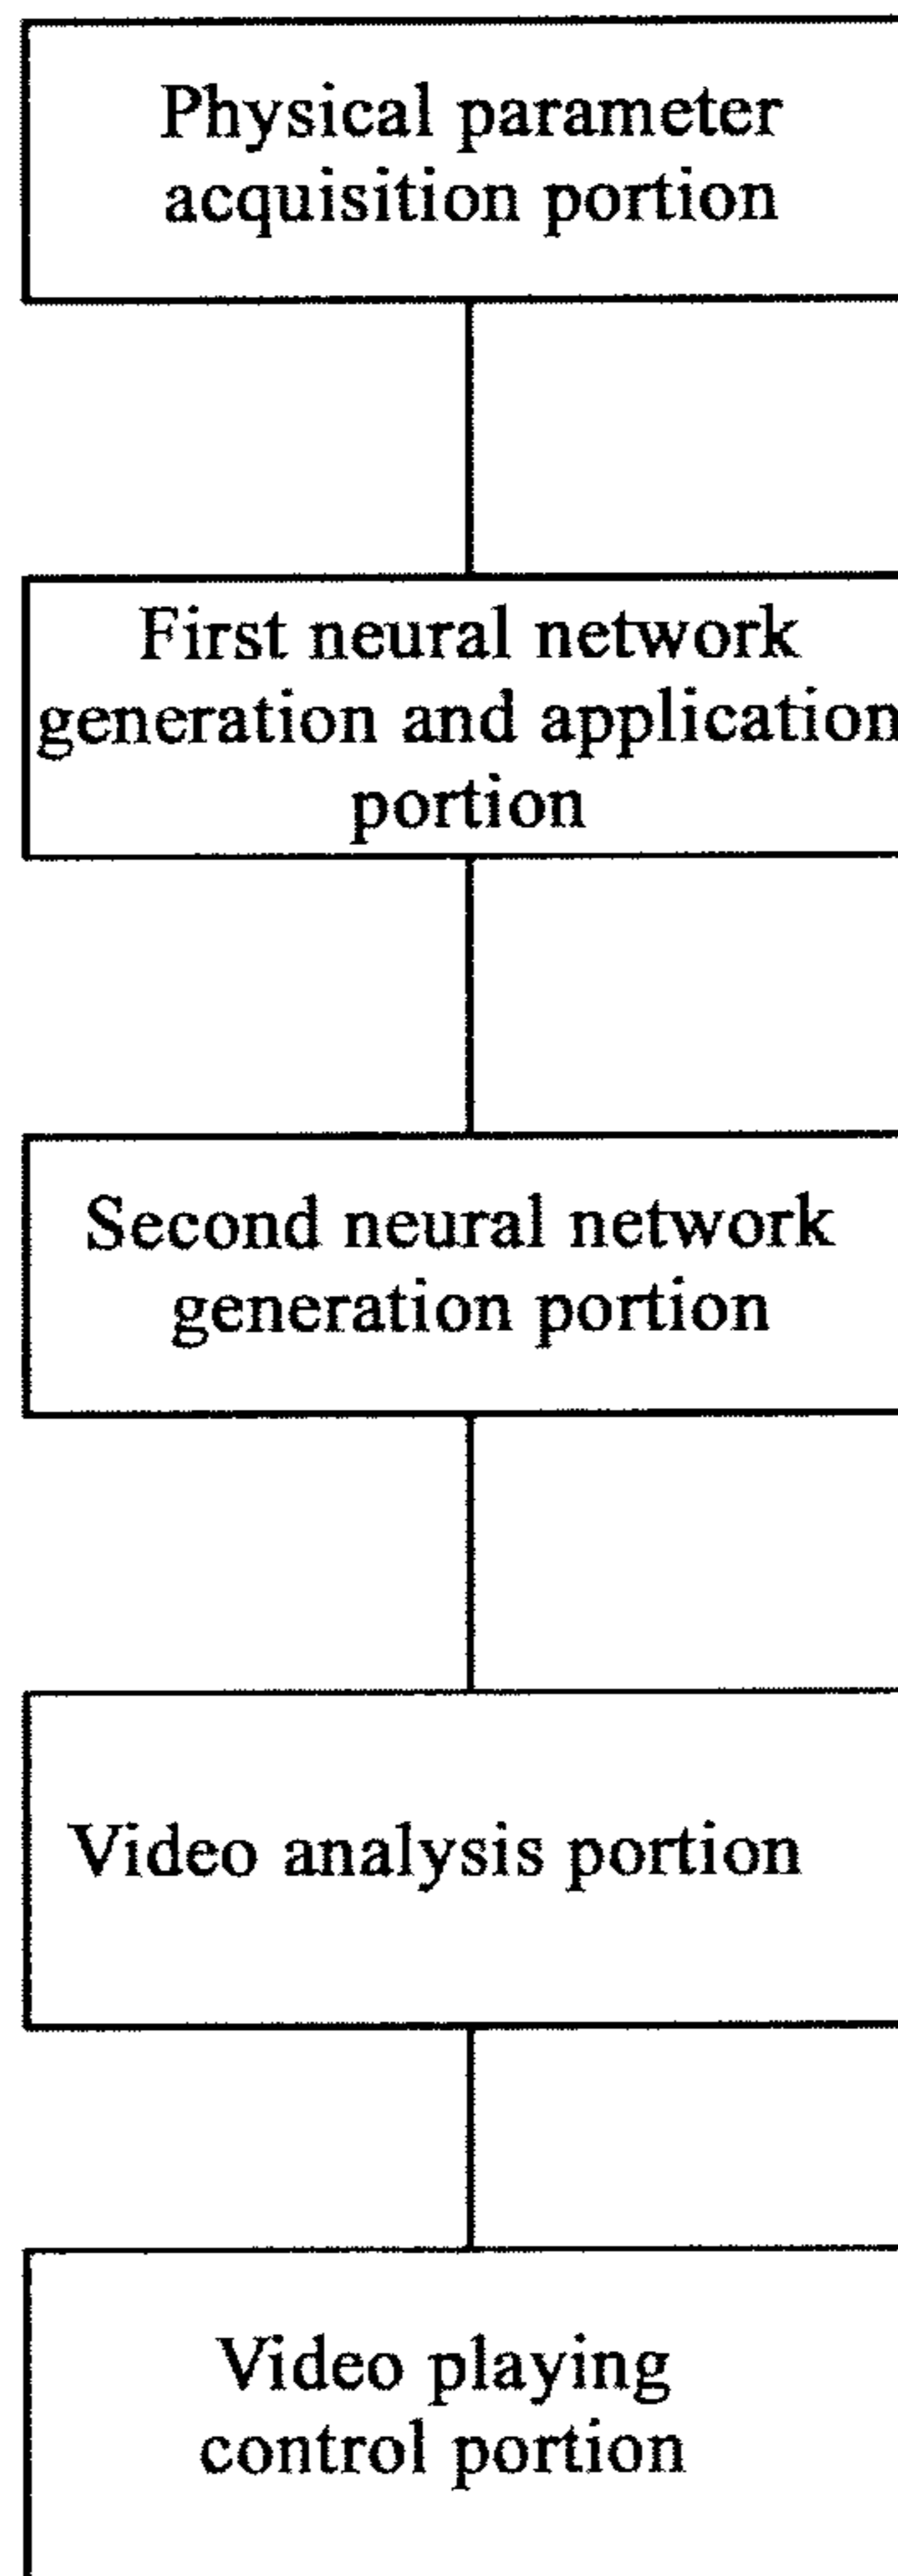 Physical parameter
acquisition portion
First neural network
generation and application
portion
Second neural network
generation portion
Video analysis portion
Video playing
control portion